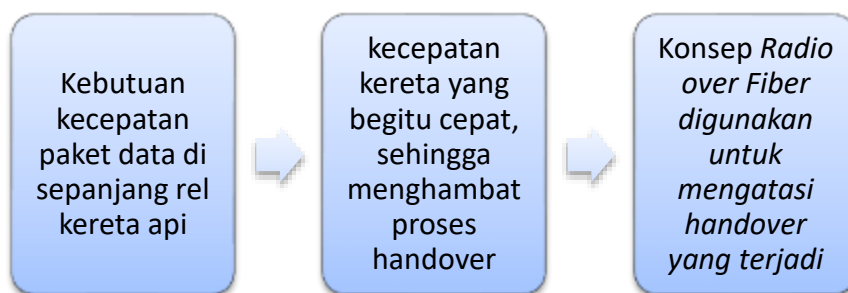 Kebutuan
kecepatan
paket data di
sepanjang rel
kereta api
kecepatan
kereta yang
begitu cepat,
sehingga
menghambat
proses
handover
Konsep Radio
over Fiber
digunakan
untuk
mengatasi
handover
yang terjadi